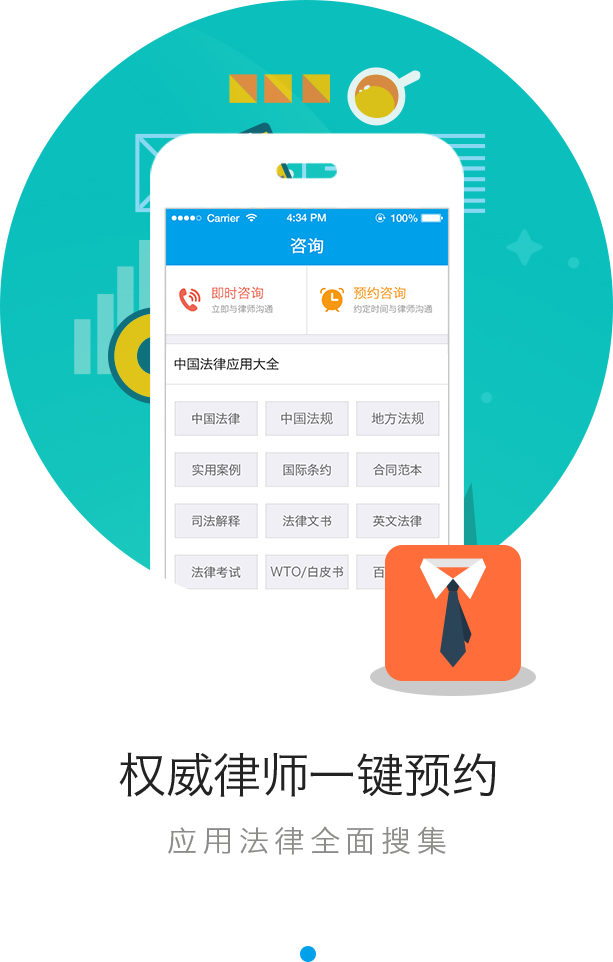 Carrier 4:34 PM 100%
咨询
即时咨询 预约咨询
立即与律师沟通 约定时间与律师沟通
中国法律应用大全
中国法律 中国法规 地方法规
实用案例 国际条约 合同范本
司法解释 法律文书 英文法律
法律考试 WTO/白皮书 百
权威律师一键预约
应用法律全面搜集